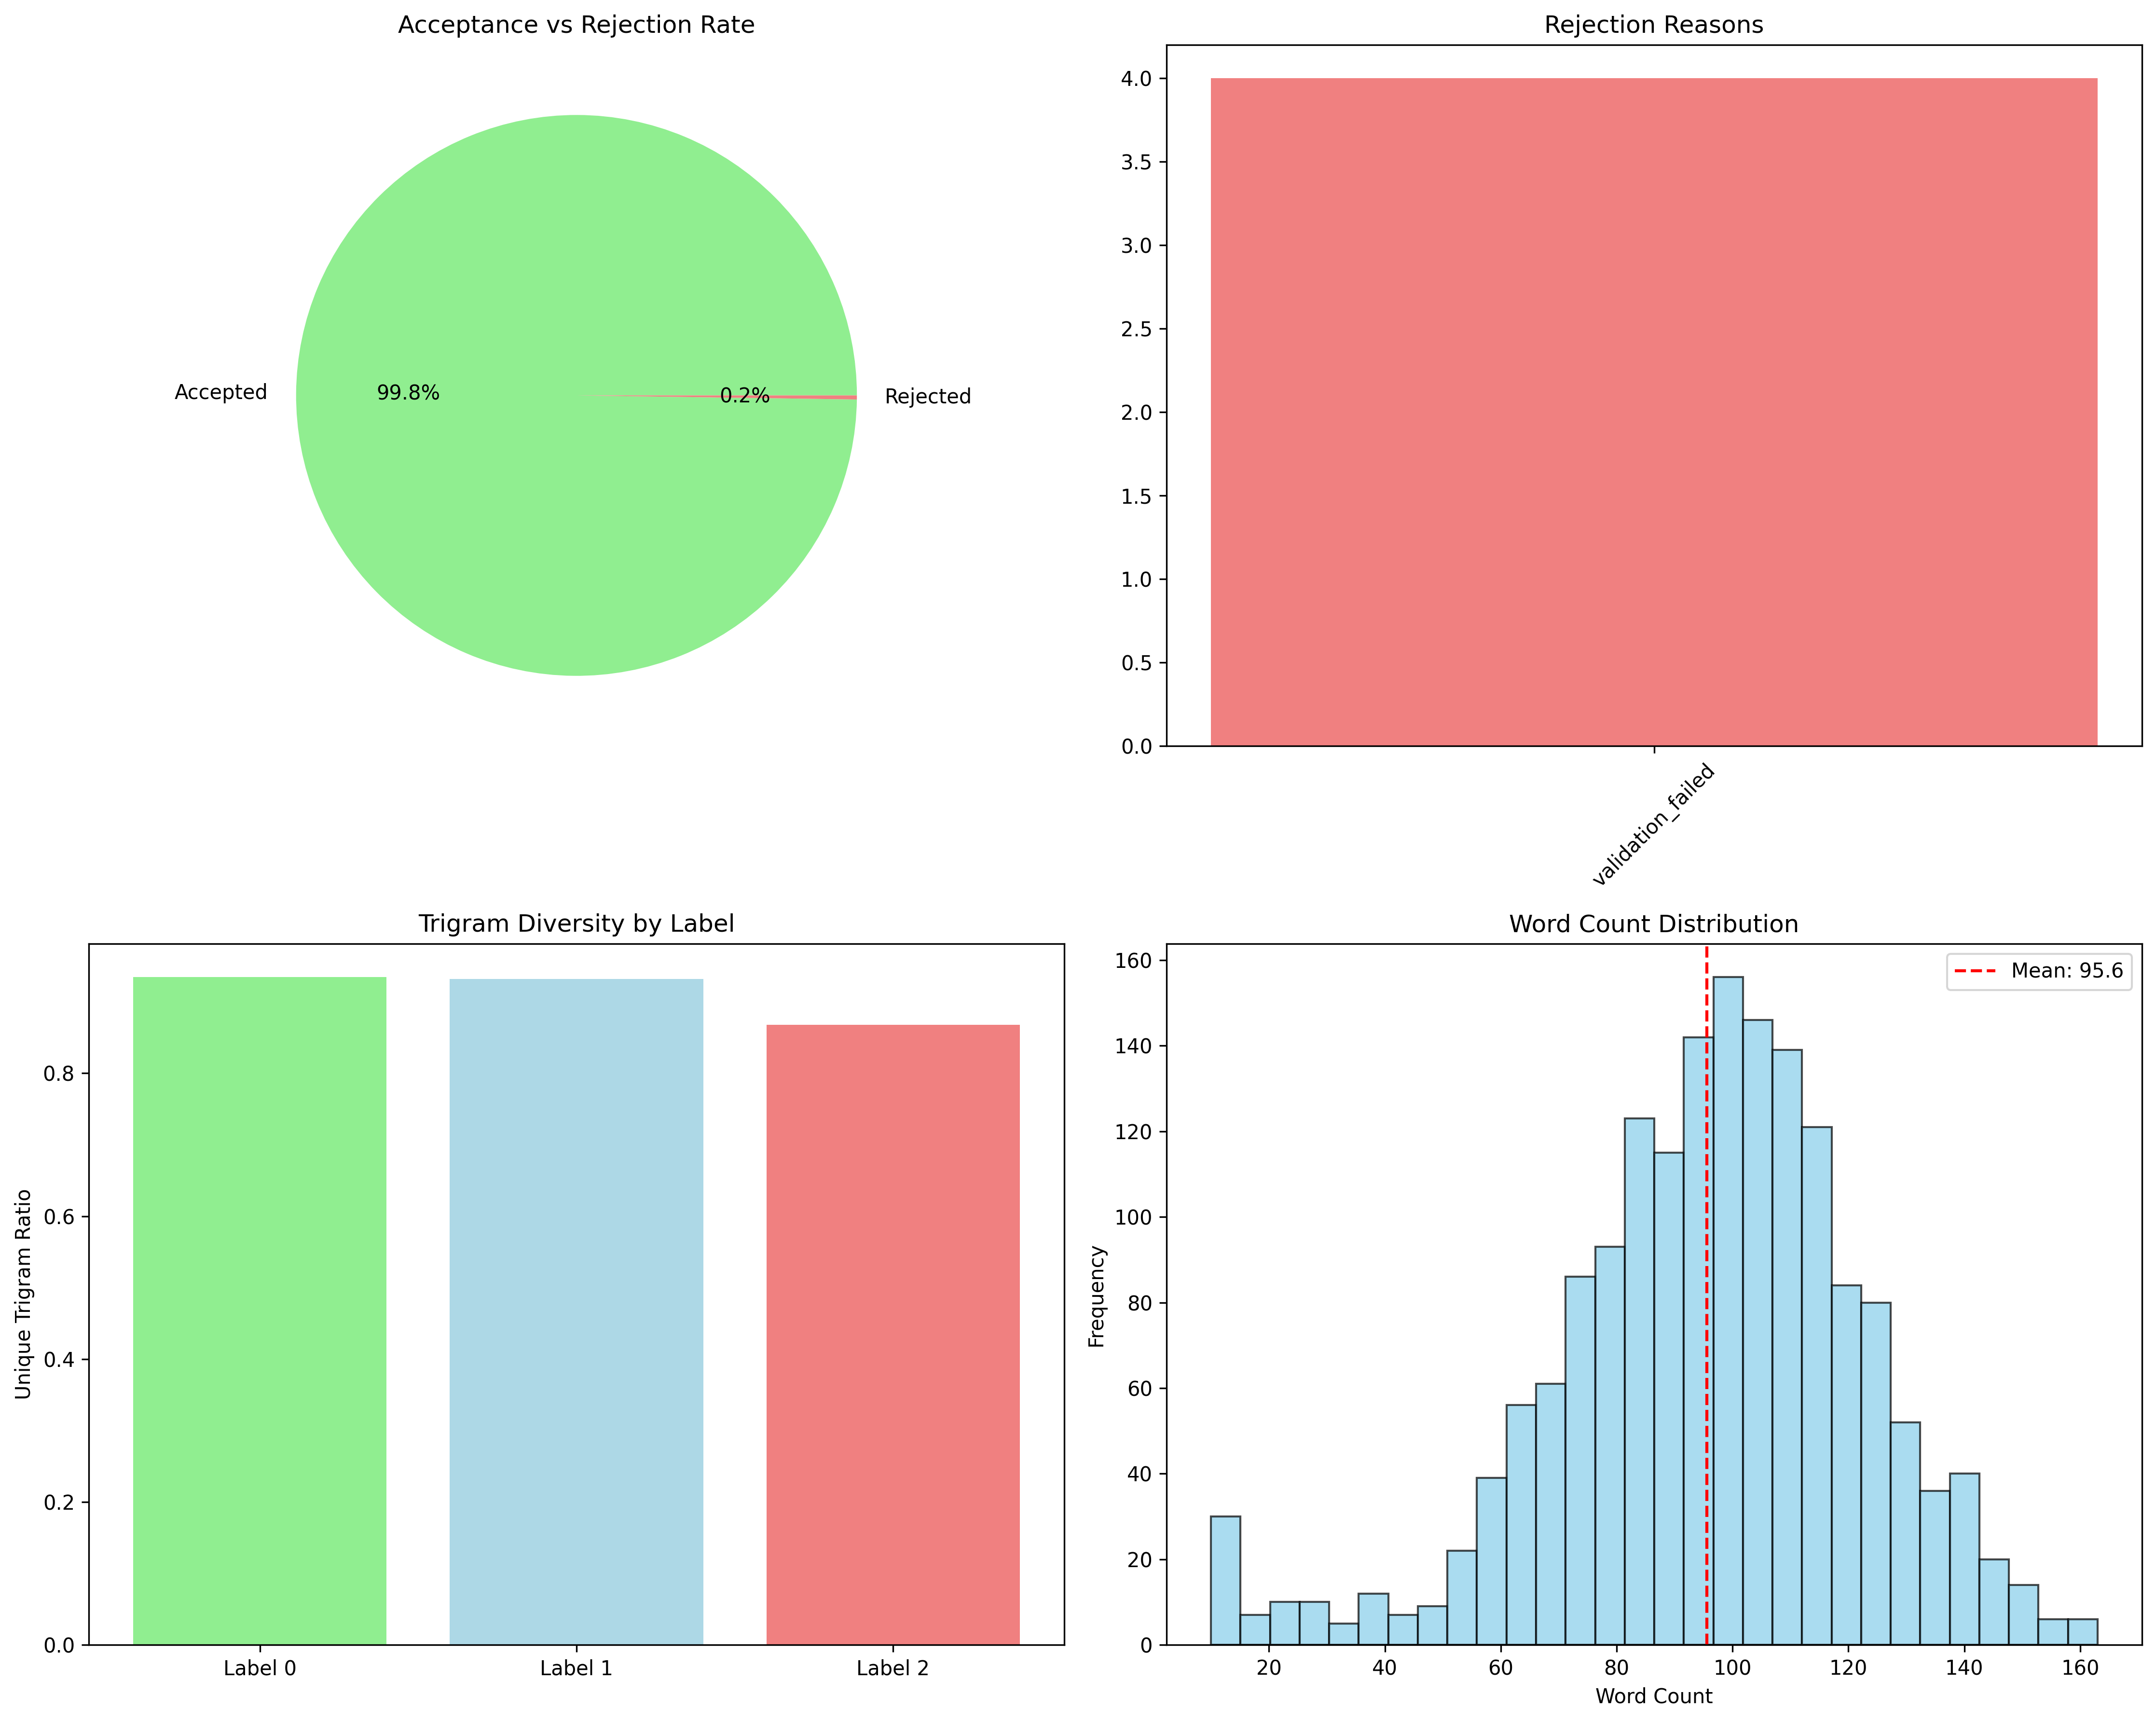 Acceptance vs Rejection Rate
Accepted
99.8%
0.2%
Rejected
Rejection Reasons
4.0
3.5
3.0
2.5
2.0
1.5
1.0
0.5
0.0
validation_failed
Trigram Diversity by Label
Unique Trigram Ratio
0.8
0.6
0.4
0.2
0.0
Label 0 Label 1 Label 2
Word Count Distribution
Mean: 95.6
Frequency
160
140
120
100
80
60
40
20
0
20 40 60 80 100 120 140 160
Word Count